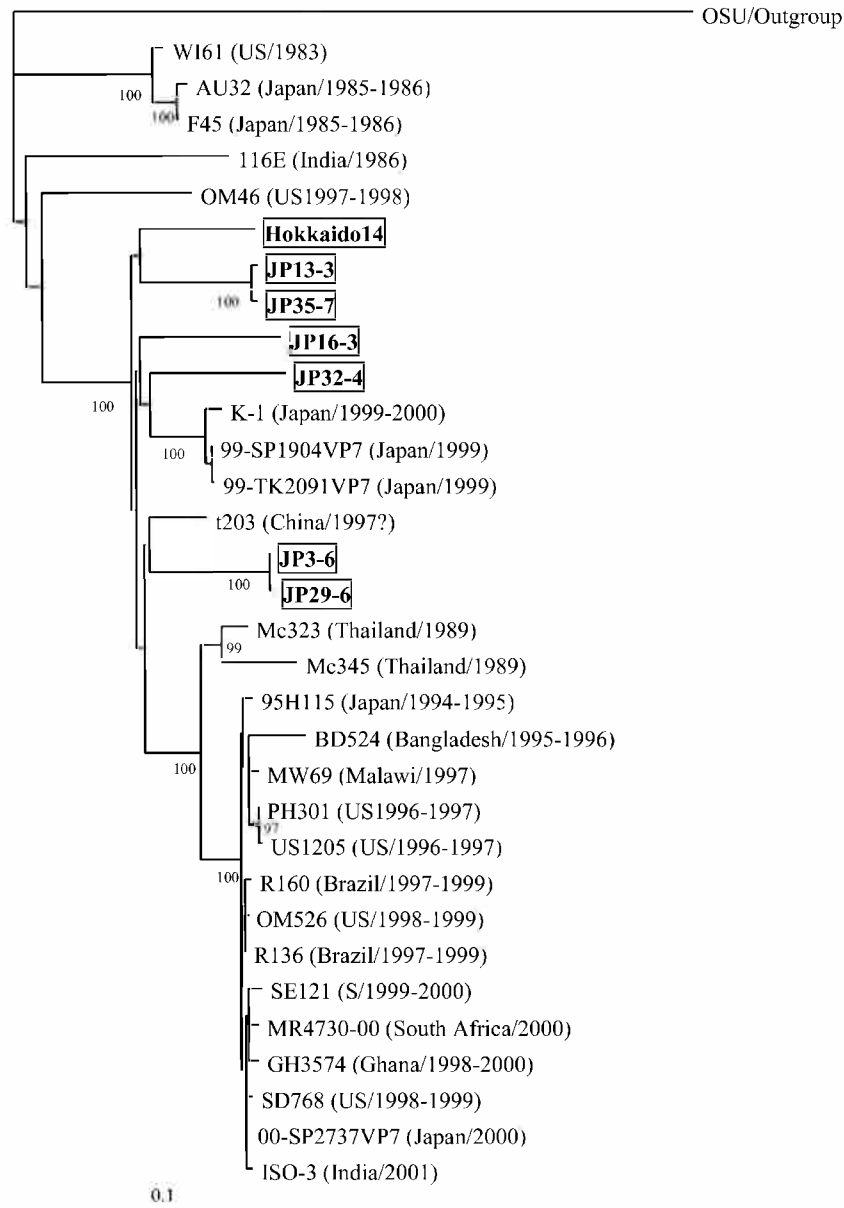 OSU/Outgroup
WI61 (US/1983)
AU32 (Japan/1985-1986)
100
100
F45 (Japan/1985-1986)
116E (India/1986)
OM46 (US1997-1998)
Hokkaido14
JP13-3
100
JP35-7
JP16-3
JP32-4
100
K-1 (Japan/1999-2000)
99-SP1904VP7 (Japan/1999)
100
99-TK2091VP7 (Japan/1999)
t203 (China/1997?)
JP3-6
100
JP29-6
Mc323 (Thailand/1989)
99
Mc345 (Thailand/1989)
95H115 (Japan/1994-1995)
BD524 (Bangladesh/1995-1996)
100
MW69 (Malawi/1997)
PH301 (US1996-1997)
97
US1205 (US/1996-1997)
100
R160 (Brazil/1997-1999)
OM526 (US/1998-1999)
R136 (Brazil/1997-1999)
SE121 (S/1999-2000)
MR4730-00 (South Africa/2000)
GH3574 (Ghana/1998-2000)
SD768 (US/1998-1999)
00-SP2737VP7 (Japan/2000)
ISO-3 (India/2001)
0.1